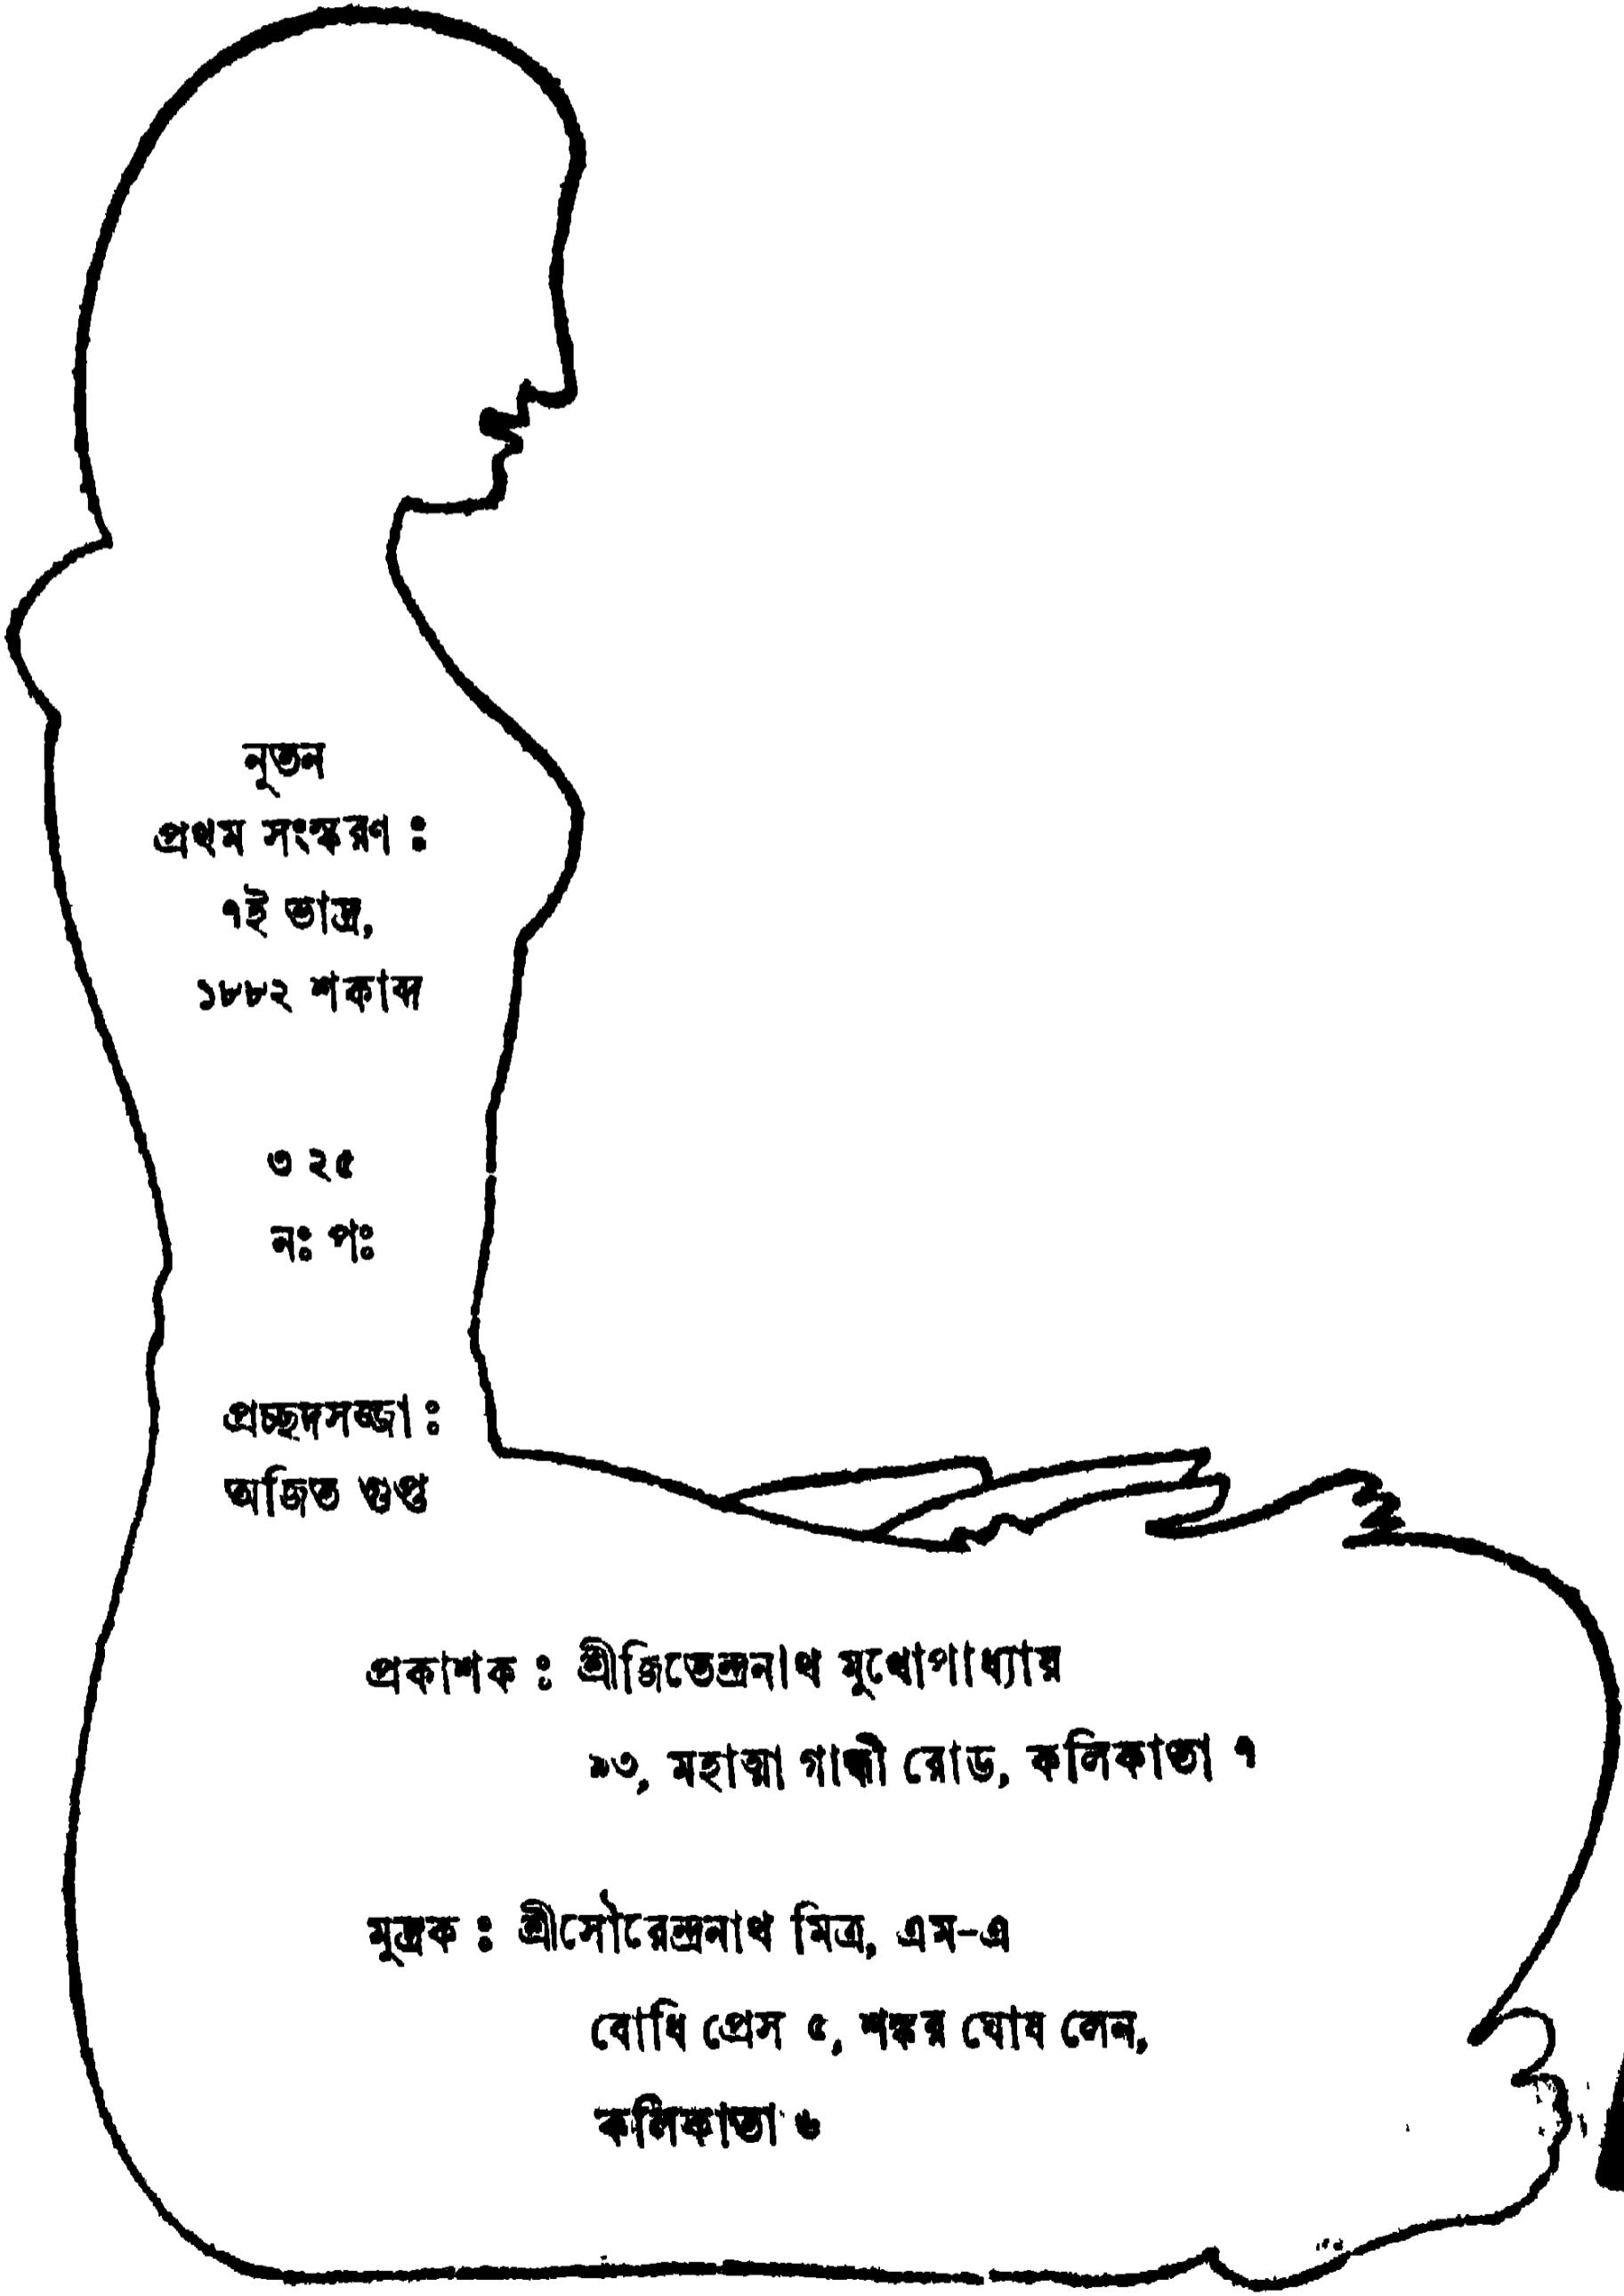 নূতন
প্রথম সংস্করণ :
৭ই ভাদ্র,
১৮৮২ শকাব্দ
৩ ২৫
নঃ পঃ
প্রচ্ছদসজ্জা :
অজিত গুপ্ত
প্রকাশক : শ্রীজিতেন্দ্রনাথ মুখোপাধ্যায়
৯৩, মহাত্মা গান্ধী রোড, কলিকাতা ৭
মুদ্রক : শ্রীসৌরেন্দ্রনাথ মিত্র, এম-এ
বোধি প্রেস ৫, শঙ্কর ঘোষ লেন,
কলিকাতা ৬